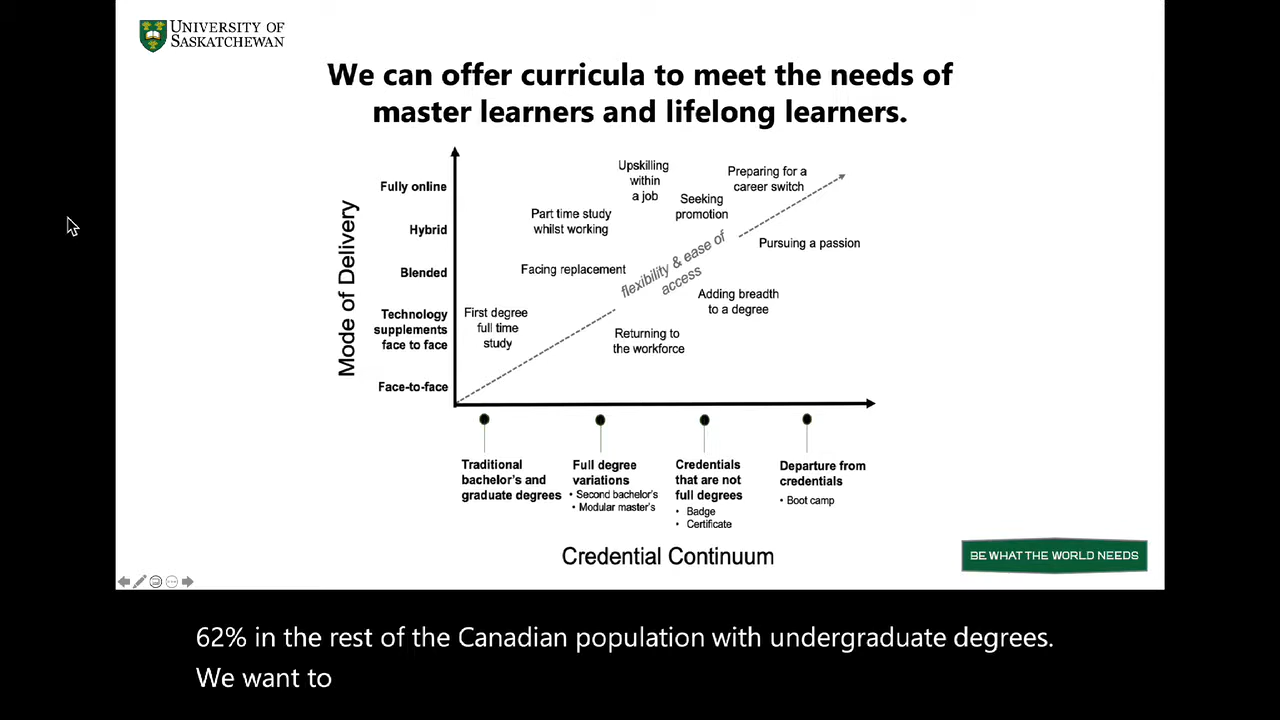 UNIVERSITY OF
SASKATCHEWAN
We can offer curricula to meet the needs of
master learners and lifelong learners.
Mode of Delivery
Fully online
Hybrid
Blended
Technology
supplements
face to face
Face-to-face
Upskilling
within
a job
Preparing for a
career switch
Seeking
promotion
Part time study
whilst working
Pursuing a passion
Facing replacement
flexibility & ease of
access
Adding breadth
to a degree
First degree
full time
study
Returning to
the workforce
Traditional
bachelor's and
graduate degrees
Full degree
variations
• Second bachelor's
• Modular master's
Credentials
that are not
full degrees
• Badge
• Certificate
Departure from
credentials
• Boot camp
Credential Continuum
BE WHAT THE WORLD NEEDS
62% in the rest of the Canadian population with undergraduate degrees.
We want to